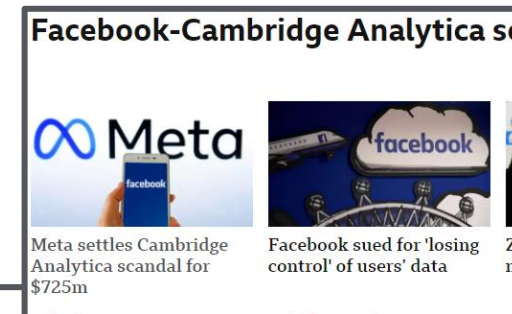 Facebook-Cambridge Analytica
Meta
facebook
facebook
Meta settles Cambridge
Analytica scandal for
$725m
Facebook sued for 'losing
control' of users’ data